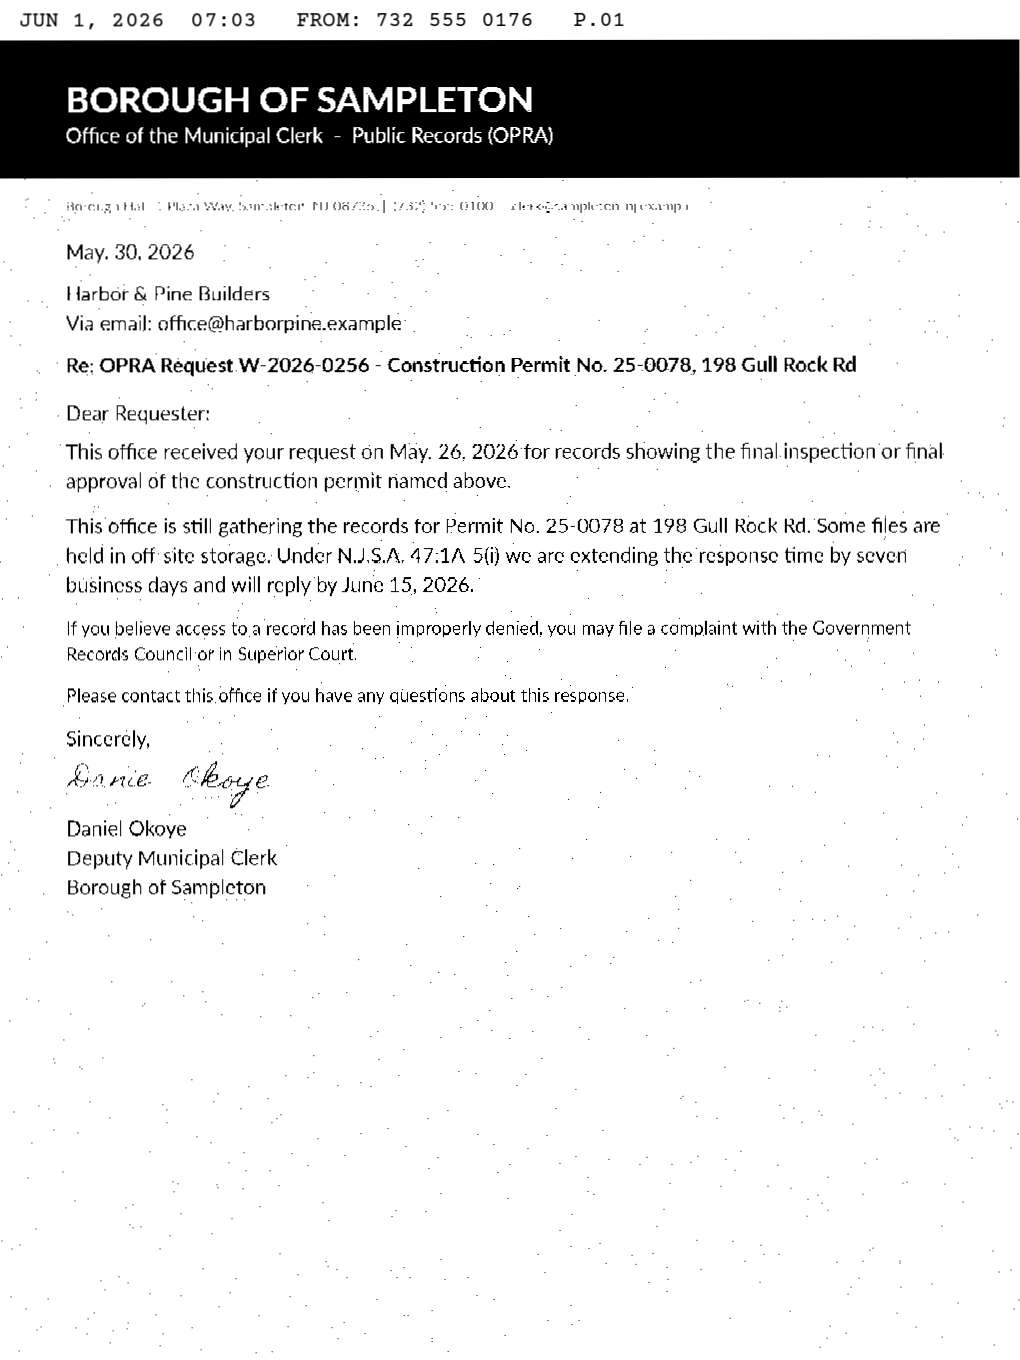 JUN 1, 2026 07:03 FROM: 732 555 0176 P.01
BOROUGH OF SAMPLETON
Office of the Municipal Clerk - Public Records (OPRA)
Plaza Way, NJ 0100
May. 30, 2026
Harbor & Pine Builders
Via email: office@harborpine.example
Re: OPRA Request W-2026-0256 - Construction Permit No. 25-0078, 198 Gull Rock Rd
Dear Requester:
This office received your request on May. 26, 2026 for records showing the final inspection or final
approval of the construction permit named above.
This office is still gathering the records for Permit No. 25-0078 at 198 Gull Rock Rd. Some files are
held in off site storage. Under N.J.S.A. 47:1A 5(i) we are extending the response time by seven
business days and will reply by June 15, 2026.
If you believe access to a record has been improperly denied, you may file a complaint with the Government
Records Council or in Superior Court.
Please contact this office if you have any questions about this response.
Sincerely,
Okoye
Daniel Okoye
Deputy Municipal Clerk
Borough of Sampleton